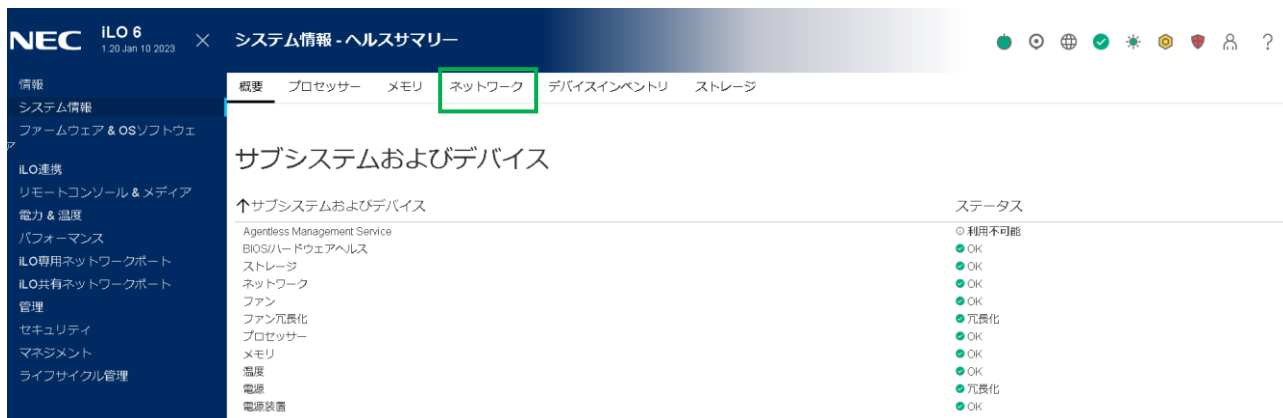 NEC iLO 6
1.20 Jan 10 2023
システム情報 - ヘルスサマリー
情報
システム情報
ファームウェア & OSソフトウェ
ア
iLO連携
リモートコンソール & メディア
電力 & 温度
パフォーマンス
iLO専用ネットワークポート
iLO共有ネットワークポート
管理
セキュリティ
マネジメント
ライフサイクル管理
概要 プロセッサー メモリ ネットワーク デバイスインベントリ ストレージ
サブシステムおよびデバイス
↑サブシステムおよびデバイス ステータス
Agentless Management Service 利用不可能
BIOS/ハードウェアヘルス OK
ストレージ OK
ネットワーク OK
ファン OK
ファン冗長化 冗長化
プロセッサー OK
メモリ OK
温度 OK
電源 冗長化
電源装置 OK